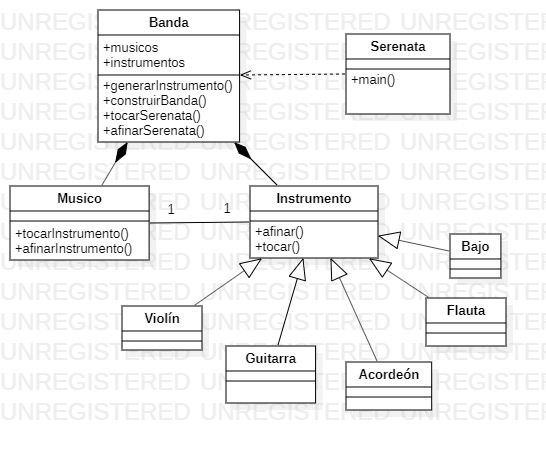 UNREGISTERED UNREGISTERED UNREGISTERED
Banda
+musicos
+instrumentos
+generarInstrumento()
+construirBanda()
+tocarSerenata()
+afinarSerenata()
Serenata
+main()
Musico
+tocarInstrumento()
+afinarInstrumento()
1
1
Instrumento
+afinar()
+tocar()
Bajo
Flauta
Violín
Guitarra
Acordeón